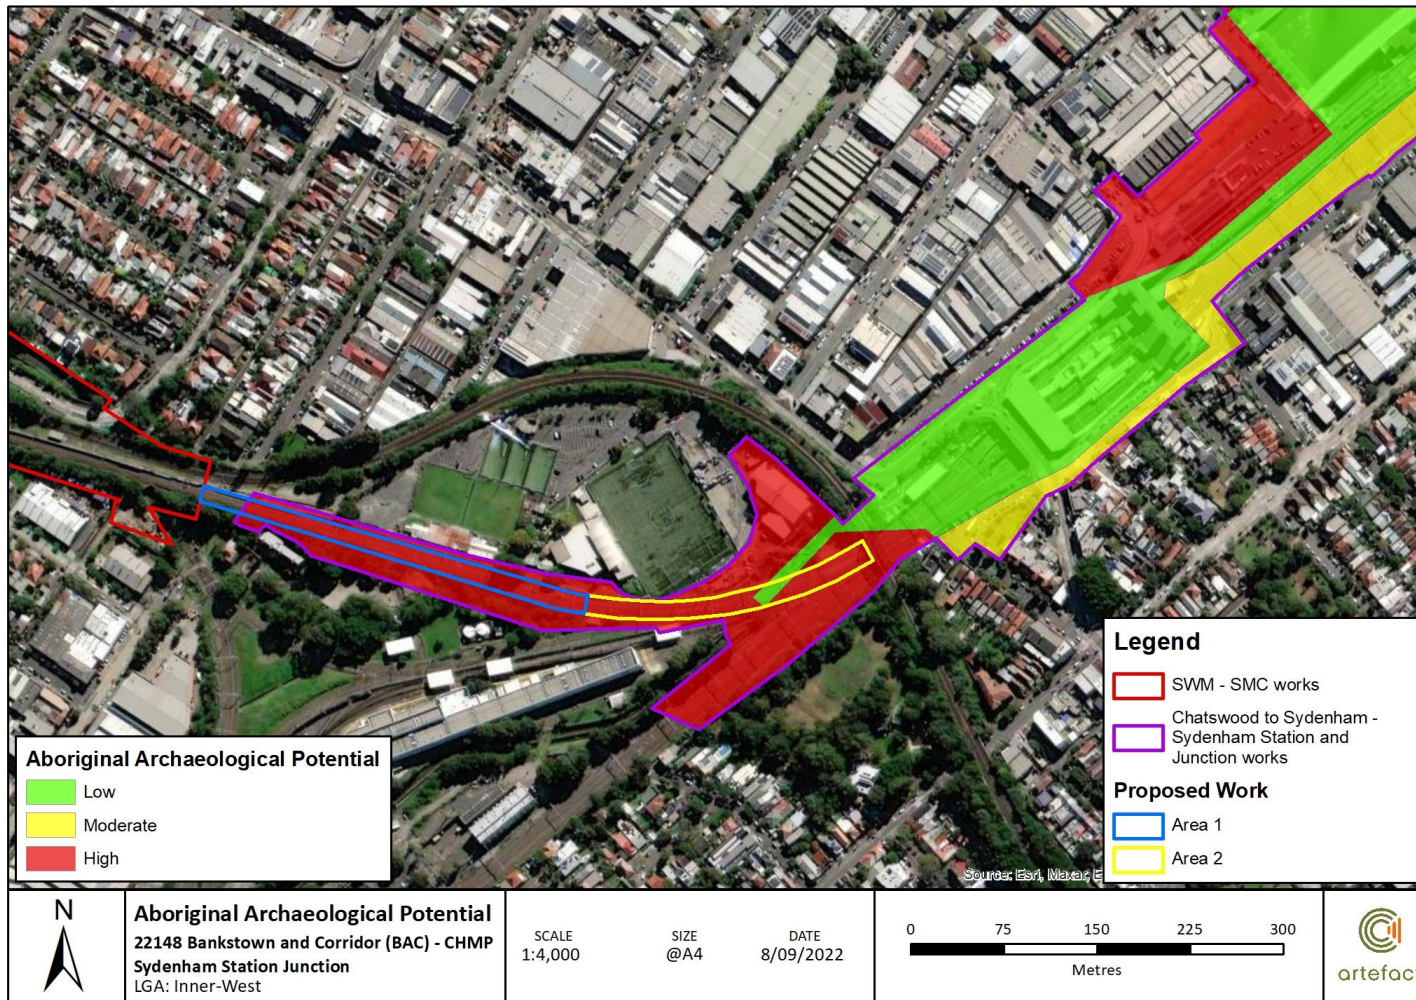 Legend
SWM - SMC works
Chatswood to Sydenham -
Sydenham Station and
Junction works
Proposed Work
Area 1
Area 2
Aboriginal Archaeological Potential
Low
Moderate
High
Source: Esri, Maxar, E
N
Aboriginal Archaeological Potential
22148 Bankstown and Corridor (BAC) - CHMP
Sydenham Station Junction
LGA: Inner-West
SCALE
1:4,000
SIZE
@A4
DATE
8/09/2022
0 75 150 225 300
Metres
artefac